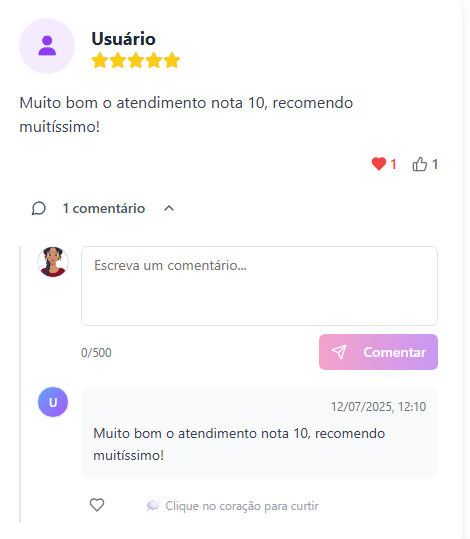 Usuário
Muito bom o atendimento nota 10, recomendo
muitíssimo!
1 1
1 comentário
Escreva um comentário...
0/500
Comentar
U
12/07/2025, 12:10
Muito bom o atendimento nota 10, recomendo
muitíssimo!
Clique no coração para curtir